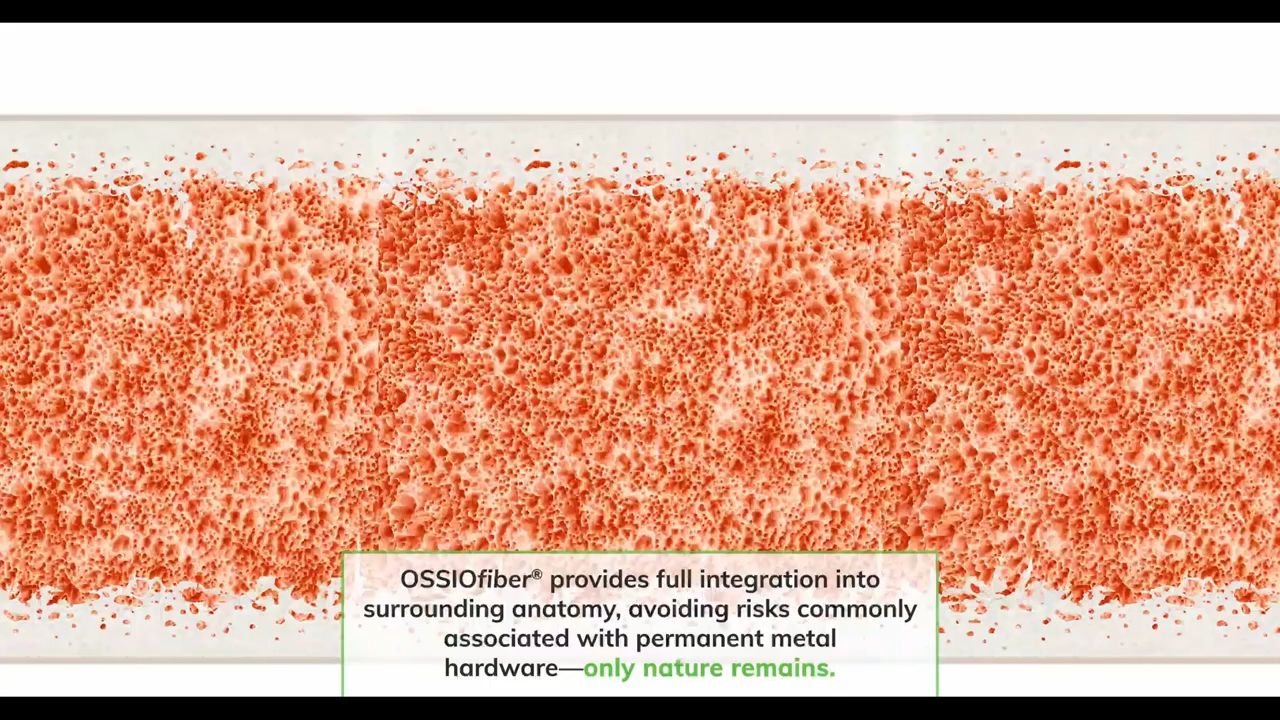 OSSIOfiber® provides full integration into
surrounding anatomy, avoiding risks commonly
associated with permanent metal
hardware—only nature remains.